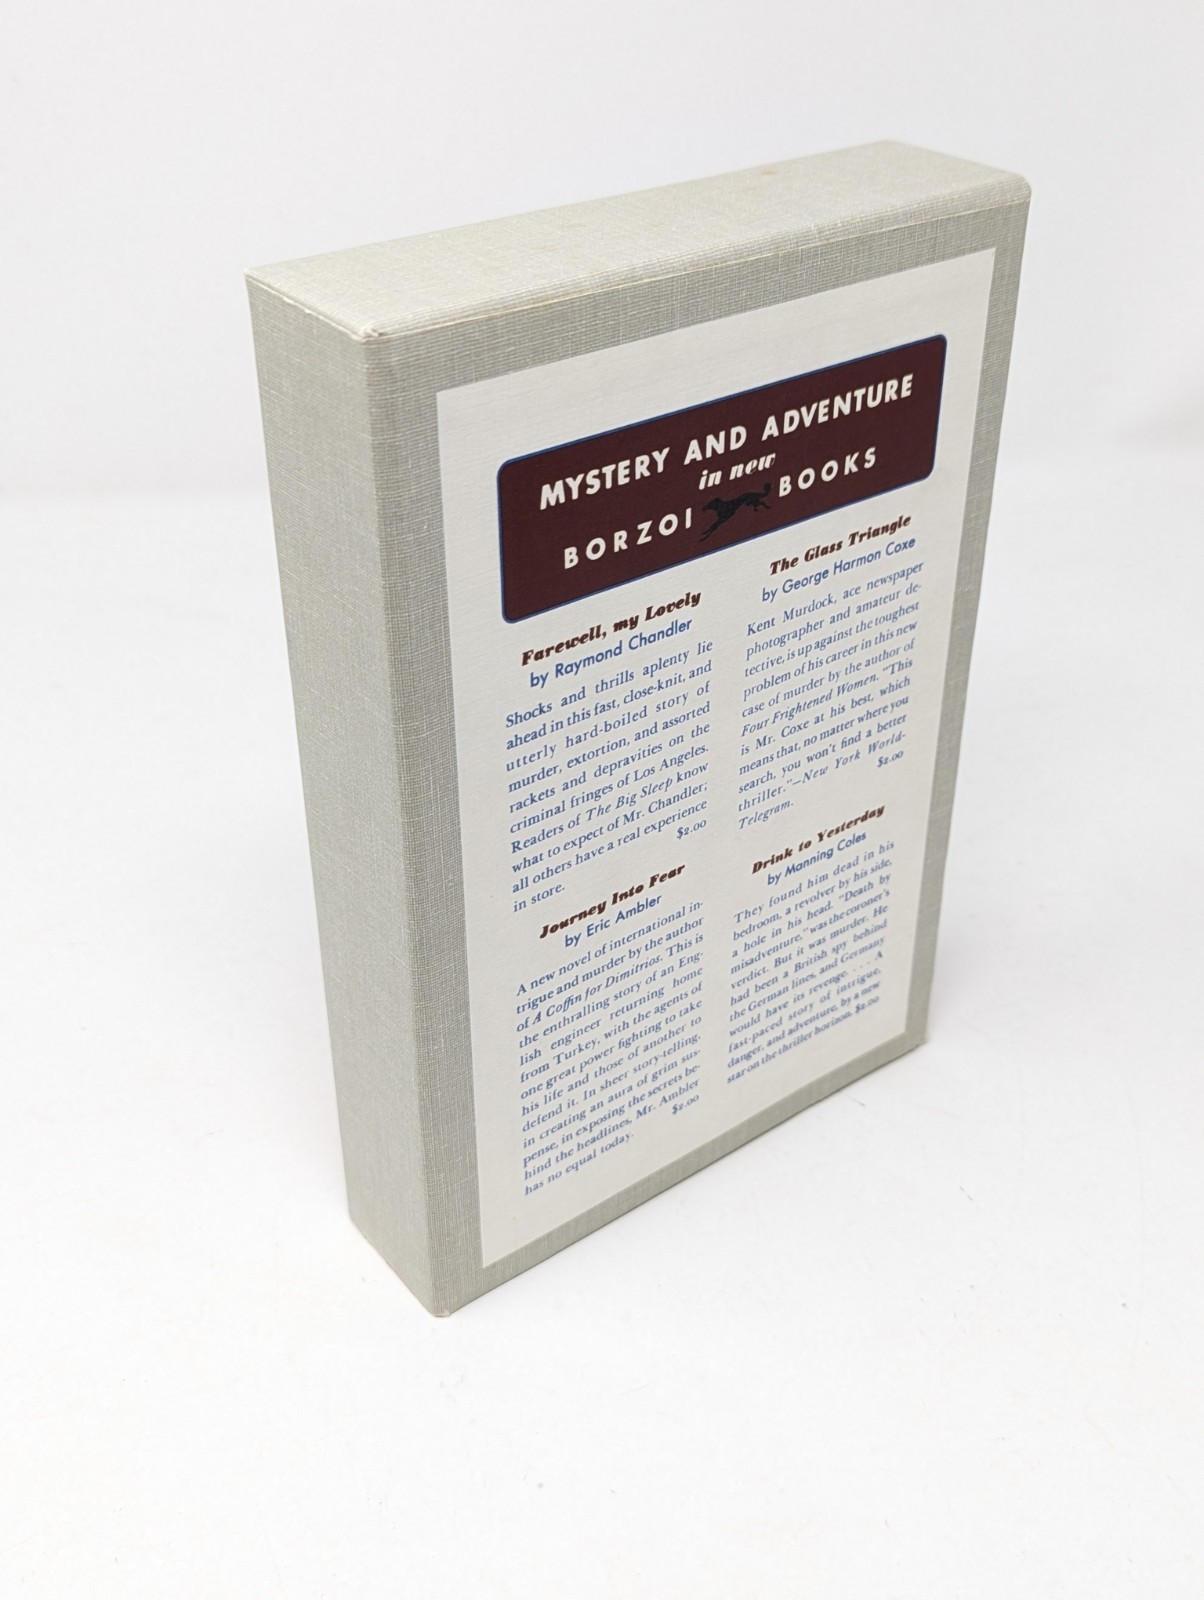 MYSTERY AND ADVENTURE
in new
BORZOI BOOKS
Farewell, my Lovely
by Raymond Chandler
Shocks and thrills aplenty lie
ahead in this fast, close-knit, and
utterly hard-boiled story of
murder, extortion, and assorted
rackets and depravities on the
criminal fringes of Los Angeles.
Readers of The Big Sleep know
what to expect of Mr. Chandler;
all others have a real experience
in store. $2.00
Journey Into Fear
by Eric Ambler
A new novel of international in-
trigue and murder by the author
of A Coffin for Dimitrios. This is
the enthralling story of an Eng-
lish engineer returning home
from Turkey, with the agents of
one great power fighting to take
his life and those of another to
defend it. In sheer story-telling,
in creating an aura of grim sus-
pense, in exposing the secrets be-
hind the headlines, Mr. Ambler
has no equal today. $2.00
The Glass Triangle
by George Harmon Coxe
Kent Murdock, ace newspaper
photographer and amateur de-
tective, is up against the toughest
problem of his career in this new
case of murder by the author of
Four Frightened Women. "This
is Mr. Coxe at his best, which
means that, no matter where you
search, you won't find a better
thriller."—New York World-
Telegram. $2.00
Drink to Yesterday
by Manning Coles
They found him dead in his
bedroom, a revolver by his side,
a hole in his head. "Death by
misadventure," was the coroner's
verdict. But it was murder. He
had been a British spy behind
the German lines, and Germany
would have its revenge. . . . A
fast-paced story of intrigue,
danger, and adventure, by a new
star on the thriller horizon. $2.00